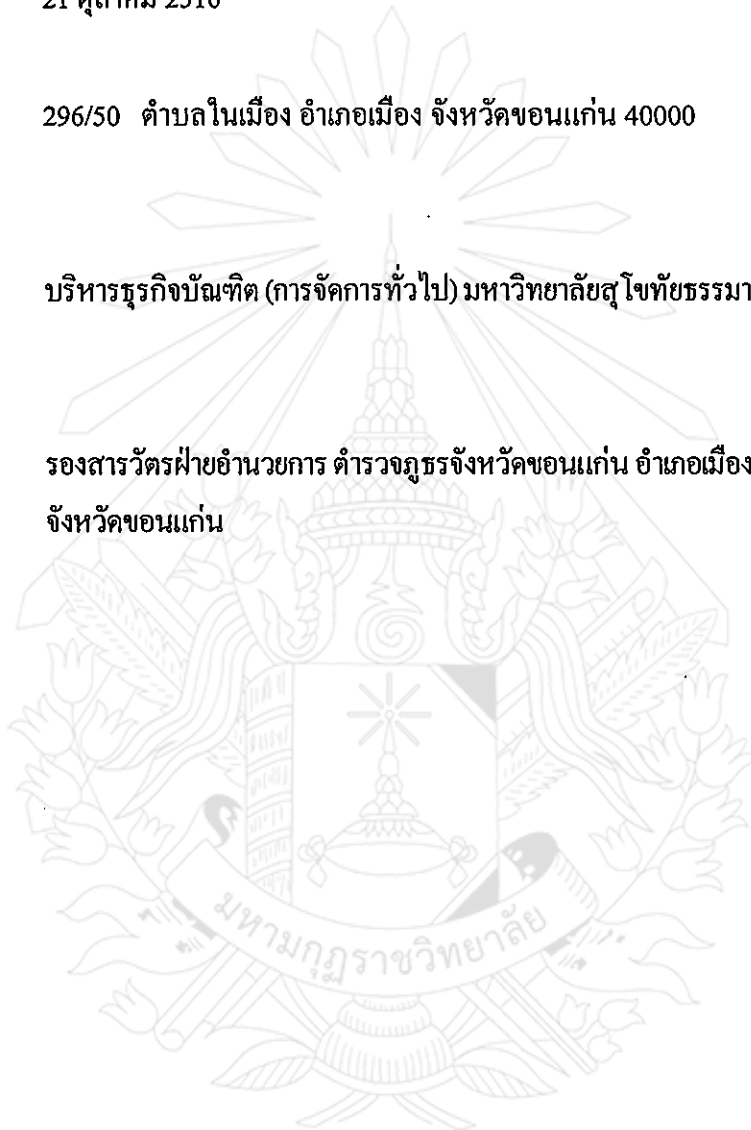 21 ตุลาคม 2516
296/50 ตำบลในเมือง อำเภอเมือง จังหวัดขอนแก่น 40000
บริหารธุรกิจบัณฑิต (การจัดการทั่วไป) มหาวิทยาลัยสุโขทัยธรรมา
รองสารวัตรฝ่ายอำนวยการ ตำรวจภูธรจังหวัดขอนแก่น อำเภอเมือง
จังหวัดขอนแก่น
มหามกุฏราชวิทยาลัย